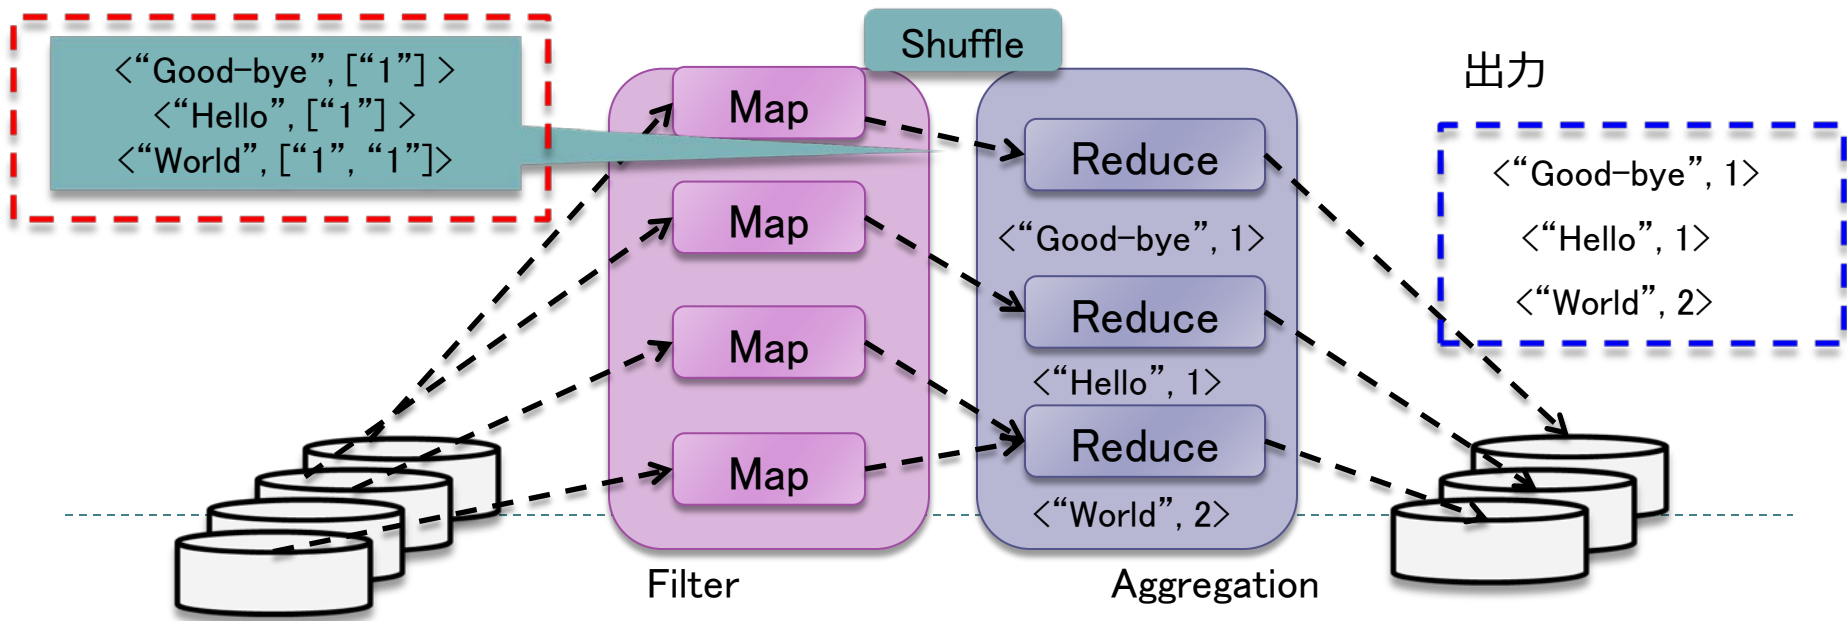 Shuffle
<“Good-bye”, [“1”] >
<“Hello”, [“1”] >
<“World”, [“1”, “1”]>
Map
Map
Map
Map
Filter
Reduce
<“Good-bye”, 1>
Reduce
<“Hello”, 1>
Reduce
<“World”, 2>
Aggregation
出力
<“Good-bye”, 1>
<“Hello”, 1>
<“World”, 2>